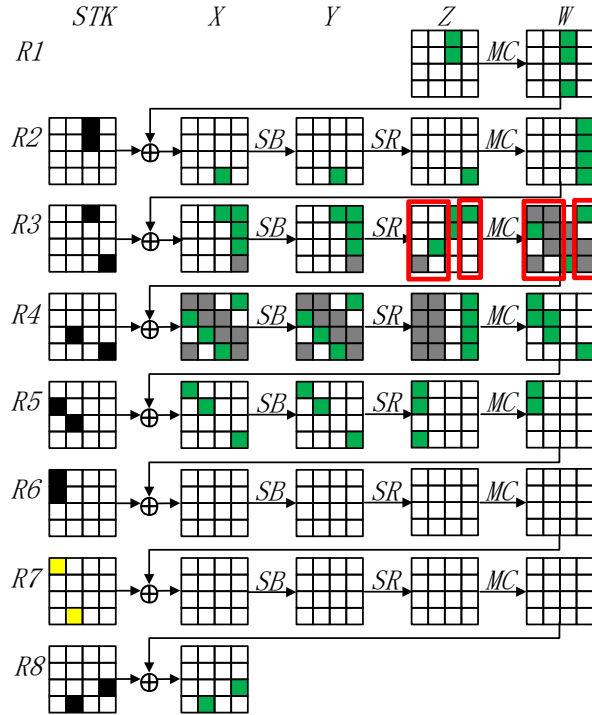 STK X Y Z W
R1 MC
R2 SB SR MC
R3 SB SR MC
R4 SB SR MC
R5 SB SR MC
R6 SB SR MC
R7 SB SR MC
R8